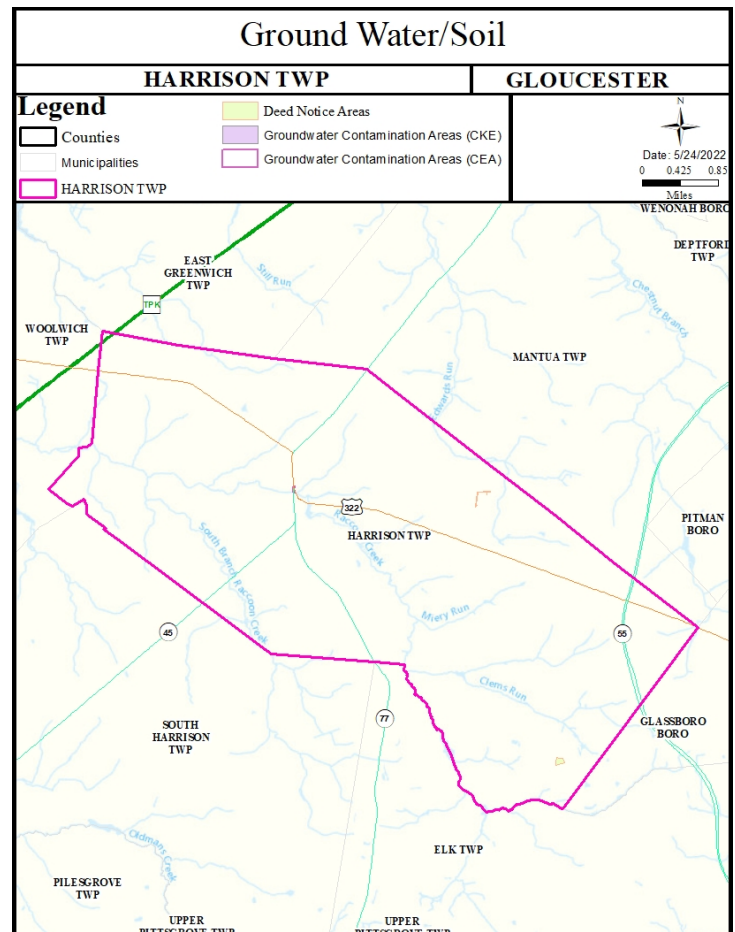 Ground Water/Soil
HARRISON TWP
GLOUCESTER
Legend
Counties
Municipalities
HARRISON TWP
Deed Notice Areas
Groundwater Contamination Areas (CKE)
Groundwater Contamination Areas (CEA)
N
Date: 5/24/2022
0 0.425 0.85
Miles
WENONAH BORO
DEPTFORD
TWP
EAST
GREENWICH
TWP
Still Run
Chestnut Branch
TPK
WOOLWICH
TWP
MANTUA TWP
Edwards Run
322
HARRISON TWP
PITMAN
BORO
Raccoon Creek
South Branch Raccoon Creek
Miery Run
45
55
Clems Run
77
GLASSBORO
BORO
SOUTH
HARRISON
TWP
Oldmans Creek
ELK TWP
PILESGROVE
TWP
UPPER
PITTSGROVE TWP
UPPER
PITTSGROVE TWP